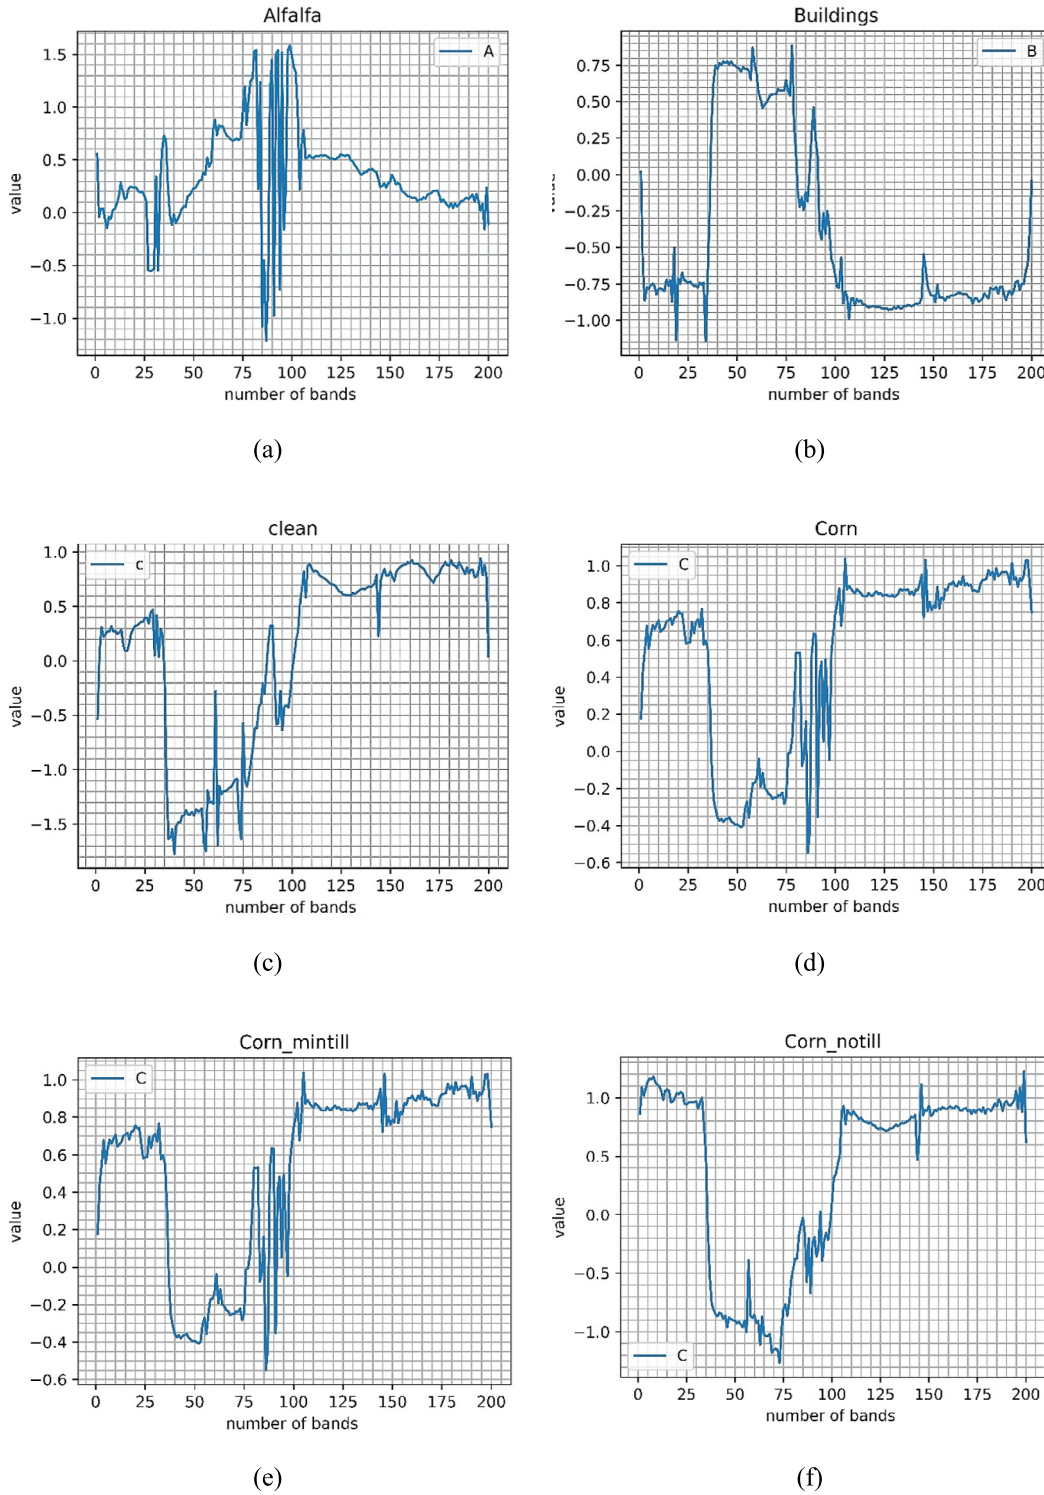 Alfalfa
A
value
1.5
1.0
0.5
0.0
−0.5
−1.0
0 25 50 75 100 125 150 175 200
number of bands
(a)
Buildings
B
value
0.75
0.50
0.25
0.00
−0.25
−0.50
−0.75
−1.00
0 25 50 75 100 125 150 175 200
number of bands
(b)
clean
c
value
1.0
0.5
0.0
−0.5
−1.0
−1.5
0 25 50 75 100 125 150 175 200
number of bands
(c)
Corn
C
value
1.0
0.8
0.6
0.4
0.2
0.0
−0.2
−0.4
−0.6
0 25 50 75 100 125 150 175 200
number of bands
(d)
Corn_mintill
C
value
1.0
0.8
0.6
0.4
0.2
0.0
−0.2
−0.4
−0.6
0 25 50 75 100 125 150 175 200
number of bands
(e)
Corn_notill
C
value
1.0
0.5
0.0
−0.5
−1.0
0 25 50 75 100 125 150 175 200
number of bands
(f)